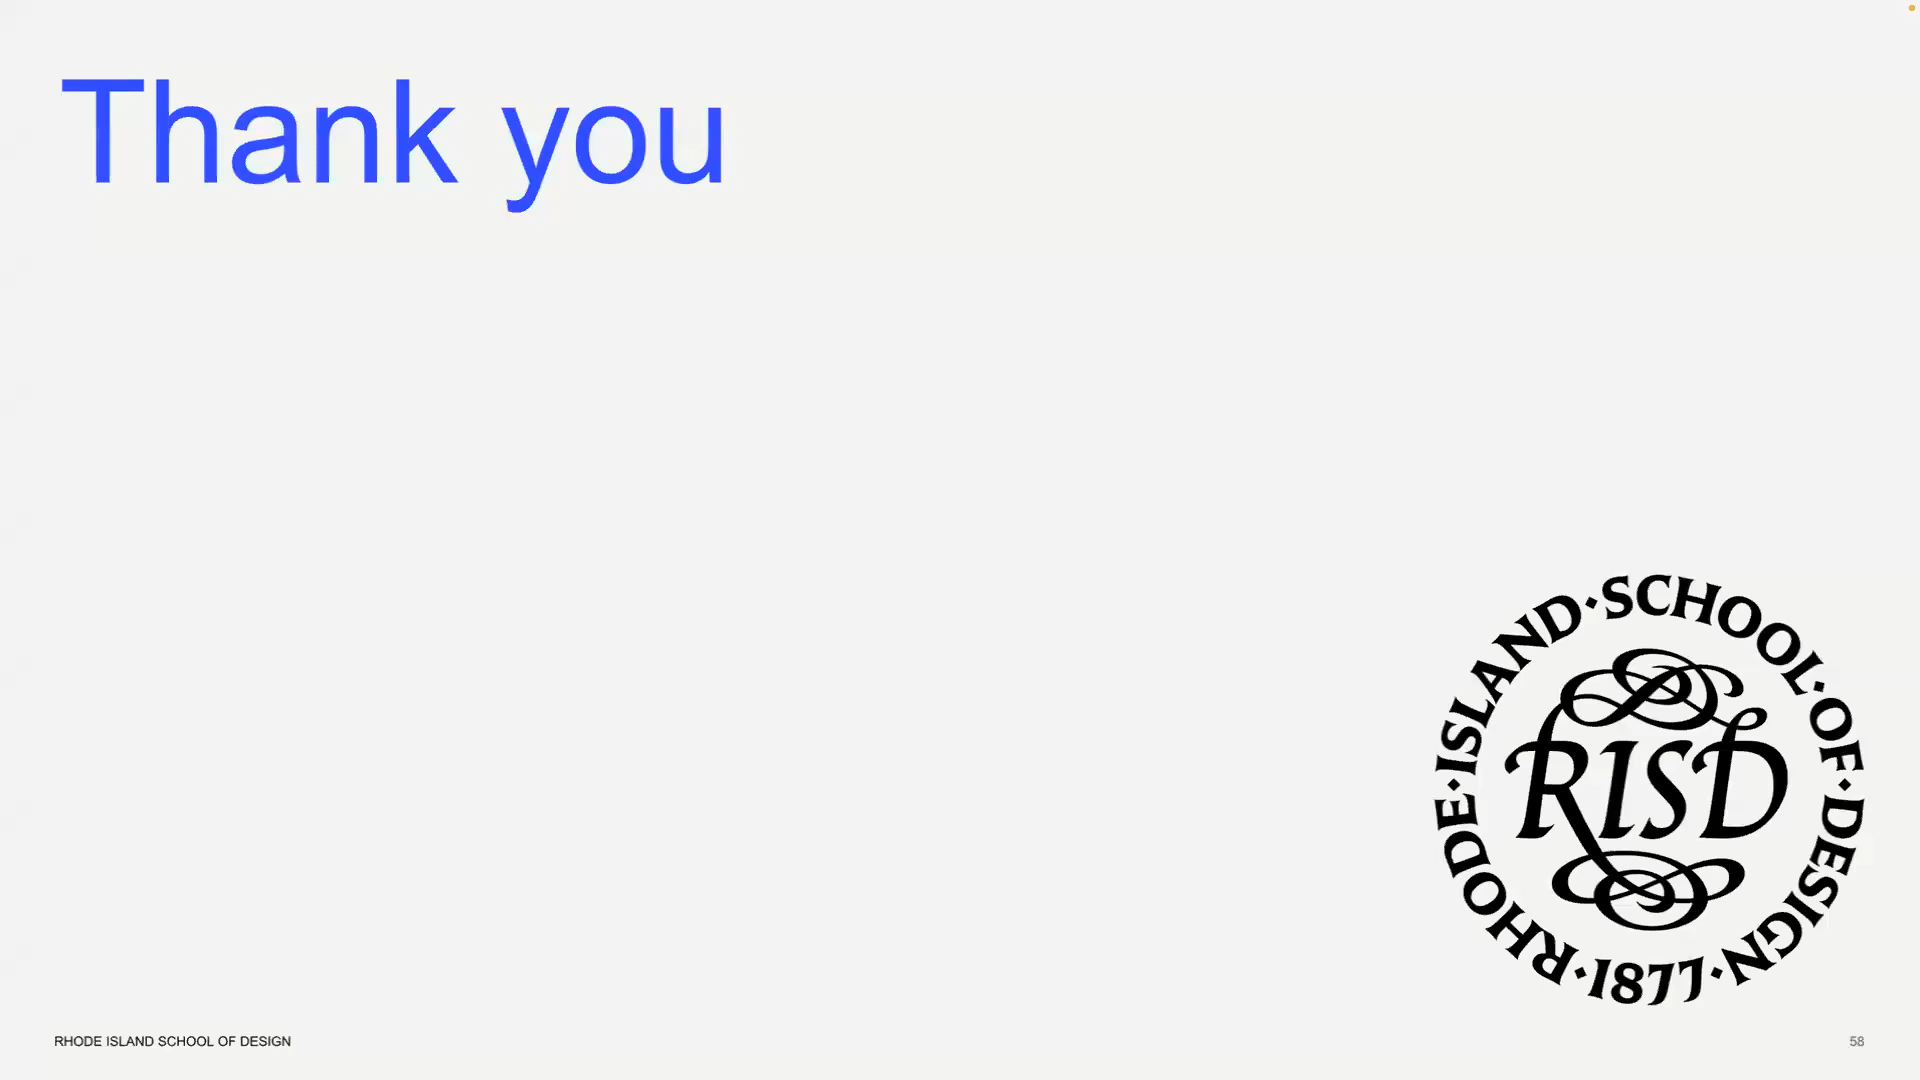 Thank you
RHODE·ISLAND·SCHOOL·OF·DESIGN·1877·
RISD
RHODE ISLAND SCHOOL OF DESIGN
58